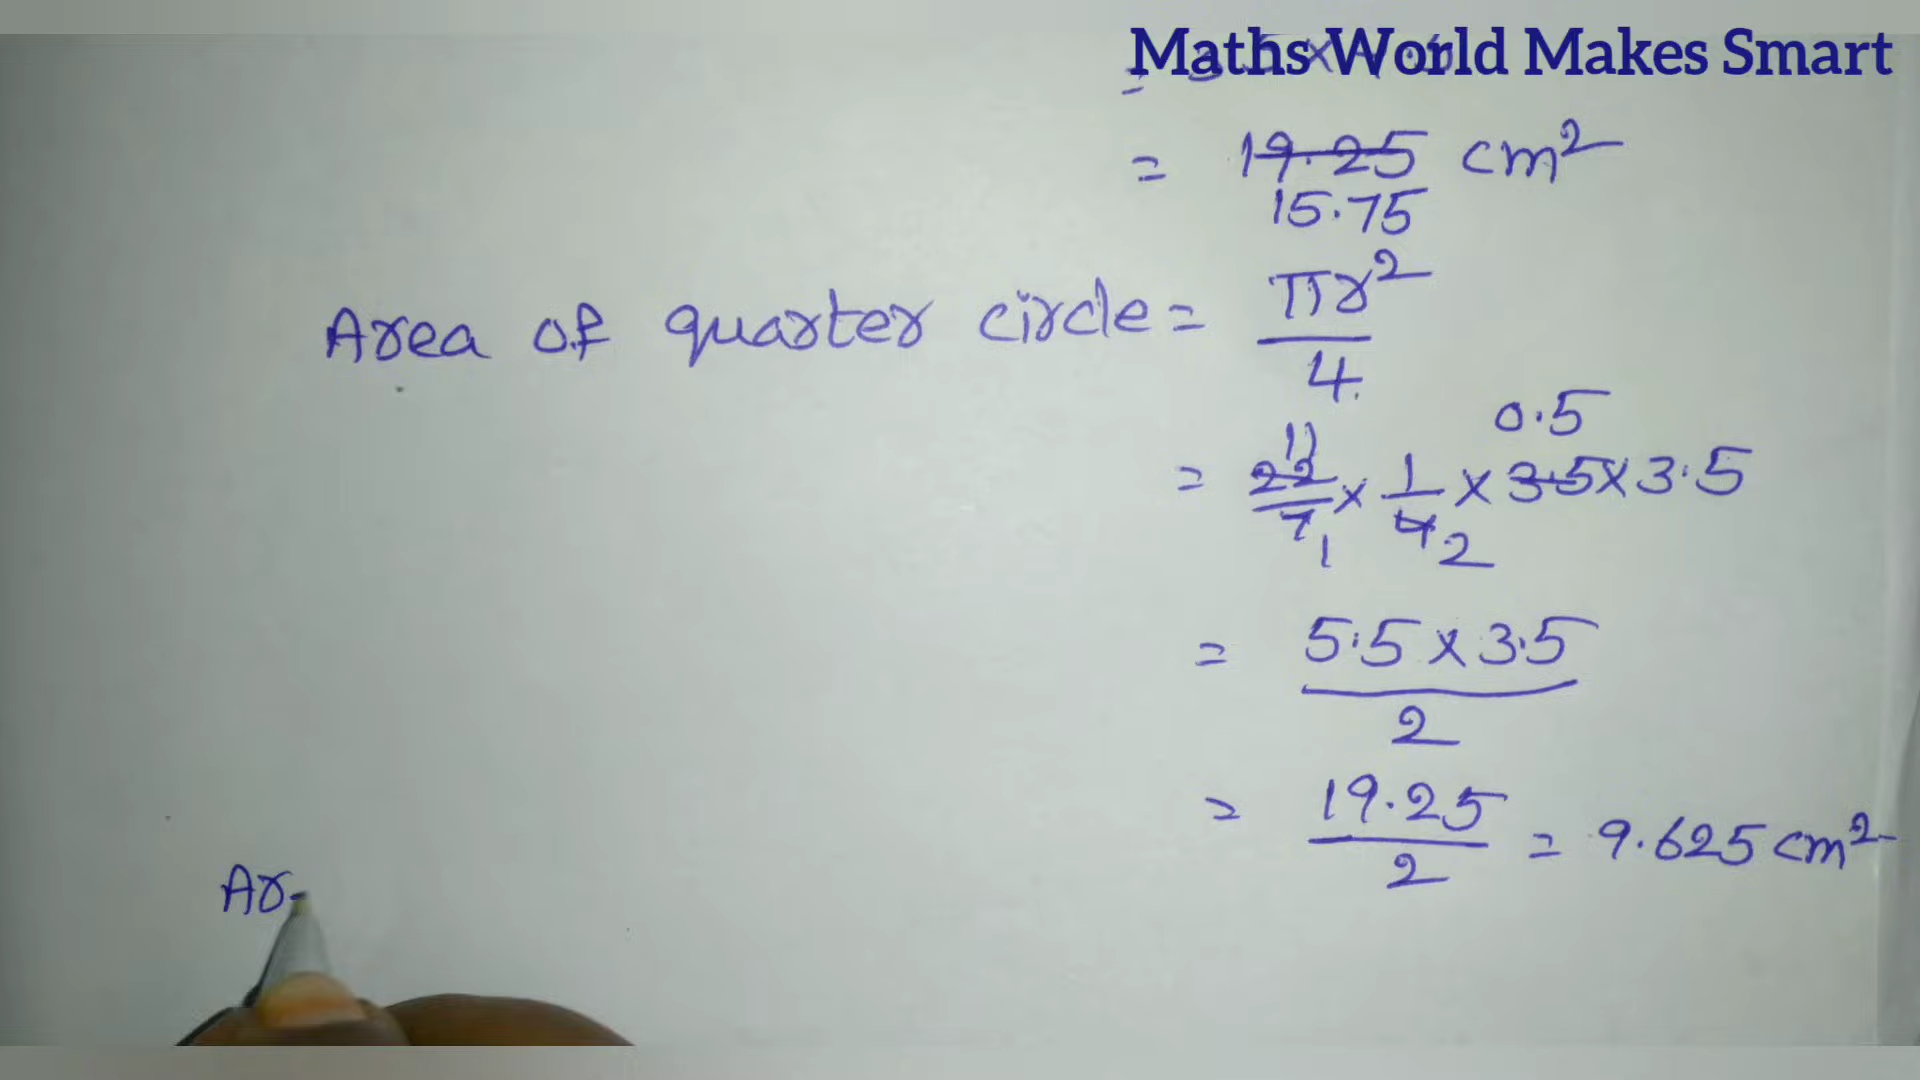 Maths World Makes Smart
= 19.25 cm²
15.75
Area of quarter circle = πr²/4
0.5
11
= 22/7 × 1/4 × 3.5 × 3.5
1 2
= 5.5 × 3.5/2
= 19.25/2 = 9.625 cm²
Ar